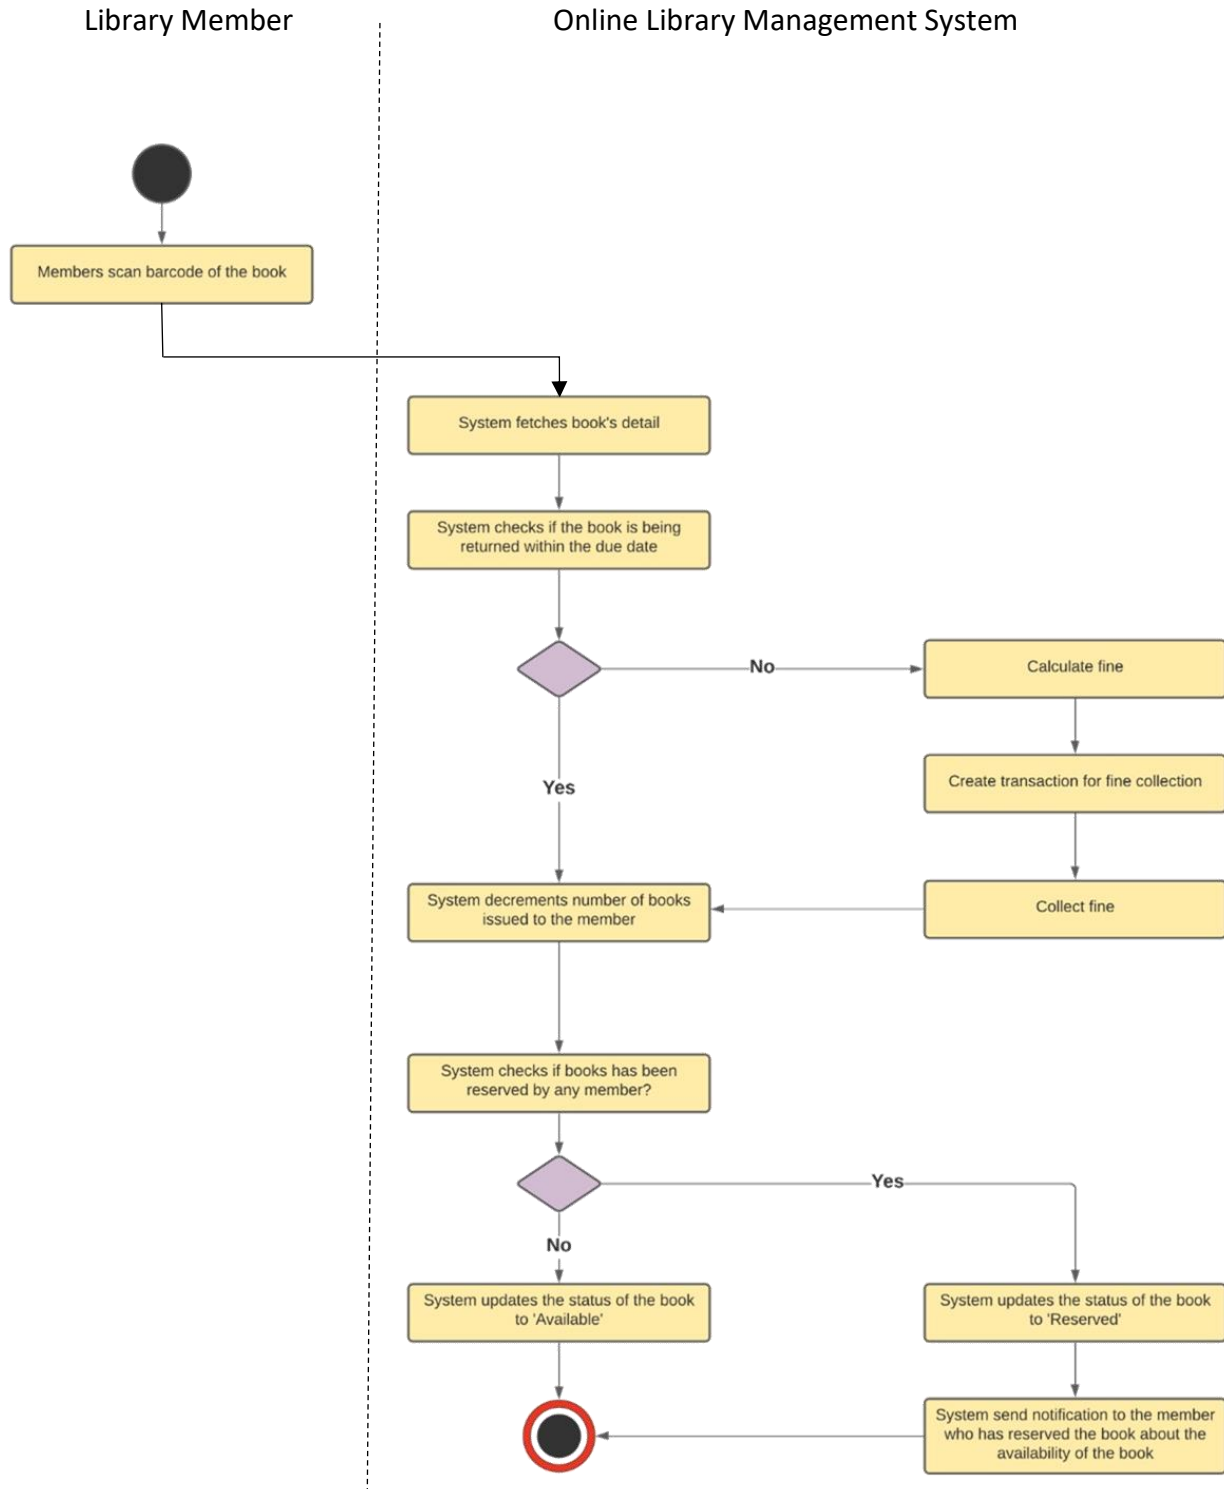 Library Member
Online Library Management System
Members scan barcode of the book
System fetches book's detail
System checks if the book is being
returned within the due date
No
Calculate fine
Yes
Create transaction for fine collection
System decrements number of books
issued to the member
Collect fine
System checks if books has been
reserved by any member?
Yes
No
System updates the status of the book
to 'Available'
System updates the status of the book
to 'Reserved'
System send notification to the member
who has reserved the book about the
availability of the book